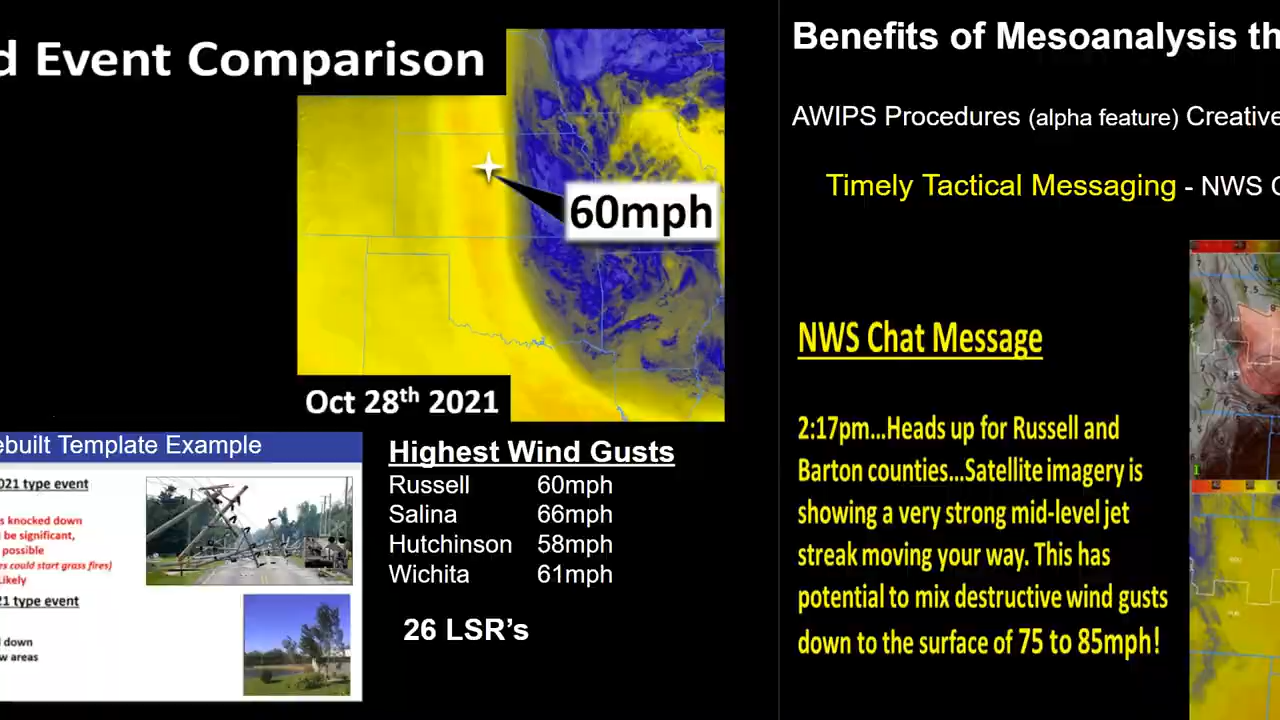 d Event Comparison
60mph
Oct 28th 2021
ebuilt Template Example
021 type event
s knocked down
l be significant,
possible
es could start grass fires)
Likely
21 type event
l down
w areas
Highest Wind Gusts
Russell 60mph
Salina 66mph
Hutchinson 58mph
Wichita 61mph
26 LSR’s
Benefits of Mesoanalysis th
AWIPS Procedures (alpha feature) Creative
Timely Tactical Messaging - NWS C
NWS Chat Message
2:17pm…Heads up for Russell and
Barton counties…Satellite imagery is
showing a very strong mid-level jet
streak moving your way. This has
potential to mix destructive wind gusts
down to the surface of 75 to 85mph!